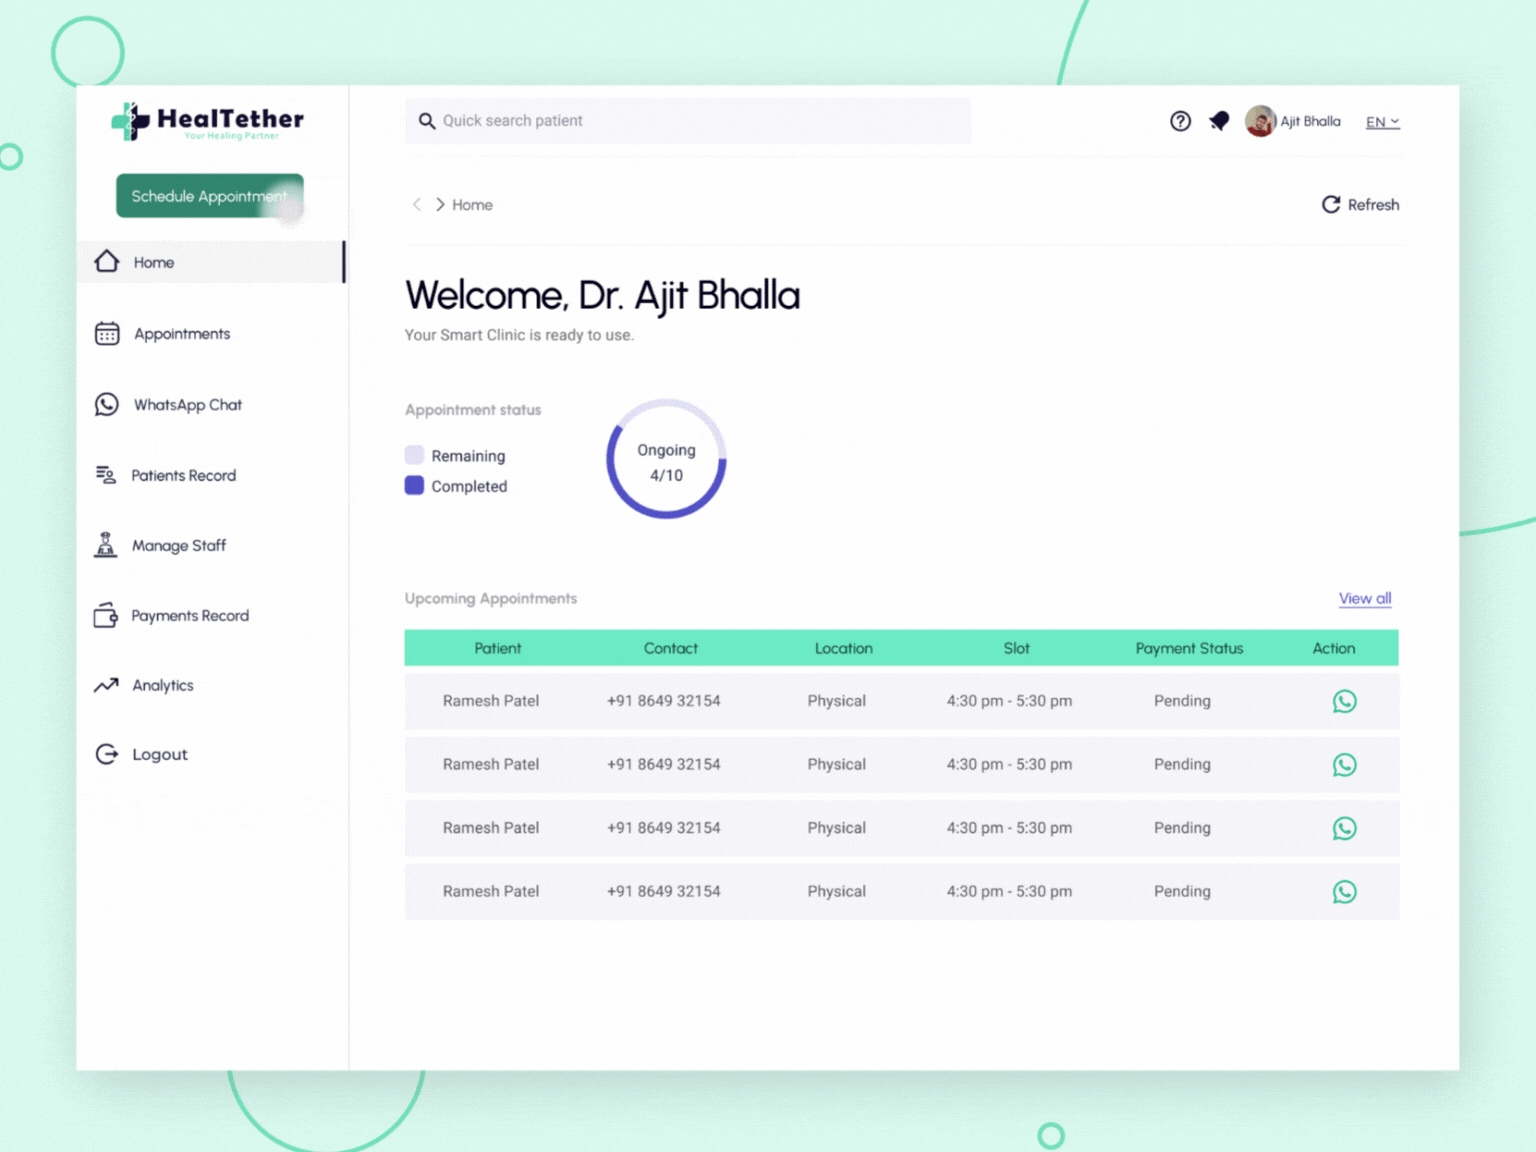 HealTether
Your Healing Partner
Schedule Appointment
Home
Appointments
WhatsApp Chat
Patients Record
Manage Staff
Payments Record
Analytics
Logout
Quick search patient
Ajit Bhalla
EN
Home
Refresh
Welcome, Dr. Ajit Bhalla
Your Smart Clinic is ready to use.
Appointment status
Remaining
Completed
Ongoing
4/10
Upcoming Appointments
View all
Patient Contact Location Slot Payment Status Action
Ramesh Patel +91 8649 32154 Physical 4:30 pm - 5:30 pm Pending
Ramesh Patel +91 8649 32154 Physical 4:30 pm - 5:30 pm Pending
Ramesh Patel +91 8649 32154 Physical 4:30 pm - 5:30 pm Pending
Ramesh Patel +91 8649 32154 Physical 4:30 pm - 5:30 pm Pending